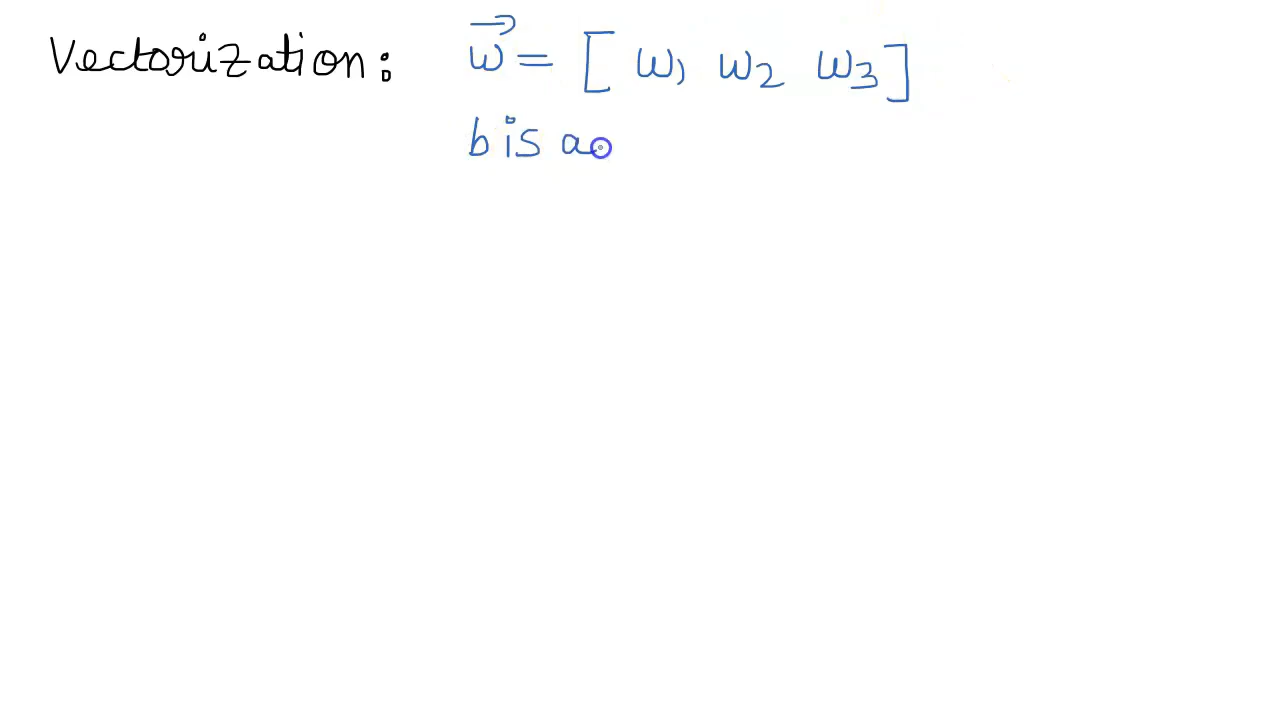 Vectorization: w⃗ = [ w1 w2 w3 ]
b is a